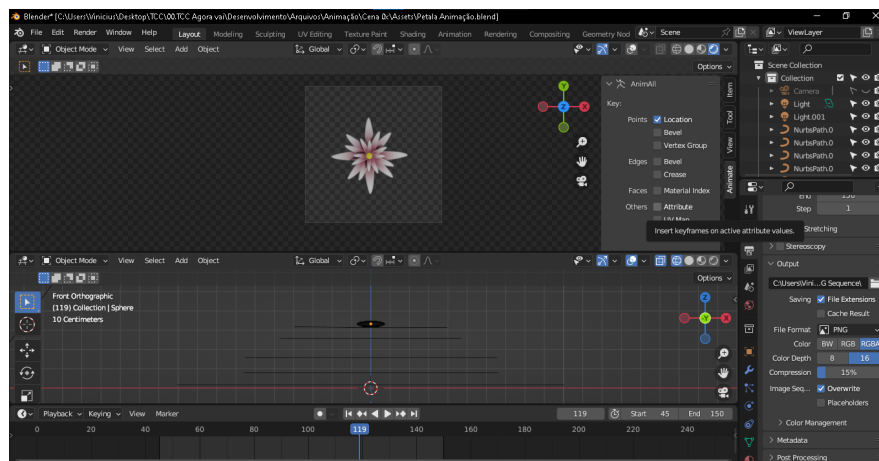 Blender* [C:\Users\Vinicius\Desktop\TCC\00.TCC Agora vai\Desenvolvimento\Arquivos\Animação\Cena 0x\Assets\Petala Animação.blend]
File Edit Render Window Help Layout Modeling Sculpting UV Editing Texture Paint Shading Animation Rendering Compositing Geometry Nod Scene ViewLayer
Object Mode View Select Add Object Global
Options
Scene Collection
Collection
Camera
Light
Light.001
NurbsPath.0
NurbsPath.0
NurbsPath.0
NurbsPath.0
AnimAll
Key:
Points Location
Bevel
Vertex Group
Edges Bevel
Crease
Faces Material Index
Others Attribute
UV Map
Item
Tool
View
Animate
Y
Z
X
Insert keyframes on active attribute values.
End 150
Step 1
Stretching
Stereoscopy
Output
C:\Users\Vini...G Sequence\
Saving File Extensions
Cache Result
File Format PNG
Color BW RGB RGBA
Color Depth 8 16
Compression 15%
Image Seq... Overwrite
Placeholders
Color Management
Metadata
Post Processing
Object Mode View Select Add Object Global
Options
Front Orthographic
(119) Collection | Sphere
10 Centimeters
Z
-Y
Playback Keying View Marker 119 Start 45 End 150
0 20 40 60 80 100 119 140 160 180 200 220 240